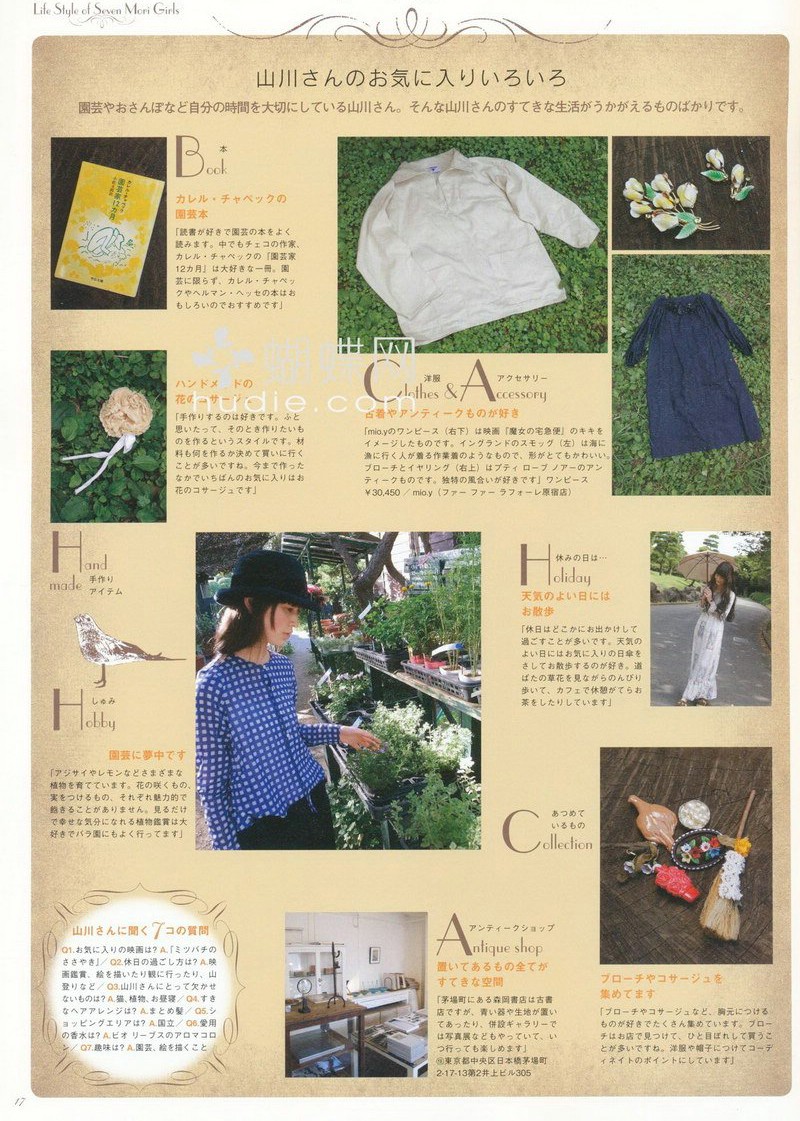 Life Style of Seven Mori Girls
山川さんのお気に入りいろいろ
園芸やおさんぽなど自分の時間を大切にしている山川さん。そんな山川さんのすてきな生活がうかがえるものばかりです。
カレル・チャペック
園芸家12カ月
Book
本
カレル・チャペックの
園芸本
「読書が好きで園芸の本をよく
読みます。中でもチェコの作家、
カレル・チャペックの『園芸家
12カ月』は大好きな一冊。園
芸に限らず、カレル・チャペッ
クやヘルマン・ヘッセの本はお
もしろいのでおすすめです」
蝴蝶网
hudie.com
ハンドメイドの
花のコサージュ
「手作りするのは好きです。ふと
思いたって、そのとき作りたいも
のを作るというスタイルです。材
料も何を作るか決めて買いに行く
ことが多いですね。今まで作った
なかでいちばんのお気に入りはお
花のコサージュです」
Clothes & Accessory
洋服
アクセサリー
古着やアンティークものが好き
「mio.yのワンピース（右下）は映画『魔女の宅急便』のキキを
イメージしたものです。イングランドのスモッグ（左）は海に
漁に行く人が着る作業着のようなもので、形がとてもかわいい。
ブローチとイヤリング（右上）はプティ ローブ ノアーのアン
ティークものです。独特の風合いが好きです」ワンピース
¥30,450 / mio.y（ファー ファー ラフォーレ原宿店）
Hand
made
手作り
アイテム
Hobby
しゅみ
園芸に夢中です
「アジサイやレモンなどさまざまな
植物を育てています。花の咲くもの、
実をつけるもの、それぞれ魅力的で
飽きることがありません。見るだけ
で幸せな気分になれる植物鑑賞は大
好きでバラ園にもよく行ってます」
Holiday
休みの日は…
天気のよい日には
お散歩
「休日はどこかにお出かけして
過ごすことが多いです。天気の
よい日にはお気に入りの日傘を
さしてお散歩するのが好き。道
ばたの草花を見ながらのんびり
歩いて、カフェで休憩がてらお
茶をしたりしています」
Collection
あつめて
いるもの
ブローチやコサージュを
集めてます
「ブローチやコサージュなど、胸元につける
ものが好きでたくさん集めています。ブロー
チはお店で見つけて、ひと目ぼれして買うこ
とが多いですね。洋服や帽子につけてコーデ
ィネイトのポイントにしています」
山川さんに聞く7コの質問
Q1.お気に入りの映画は? A.「ミツバチの
ささやき」/ Q2.休日の過ごし方は? A.映
画鑑賞、絵を描いたり観に行ったり、山
登りなど/ Q3.山川さんにとって欠かせ
ないものは? A.猫、植物、お昼寝/ Q4.すき
なヘアアレンジは? A.まとめ髪/ Q5.シ
ョッピングエリアは? A.国立/ Q6.愛用
の香水は? A.ビオ リーブスのアロマコロ
ン/ Q7.趣味は? A.園芸、絵を描くこと
Antique shop
アンティークショップ
置いてあるもの全てが
すてきな空間
「茅場町にある森岡書店は古書
店ですが、青い器や生地が置い
てあったり、併設ギャラリーで
は写真展などもやっていて、い
つ行っても楽しめます」
㊟東京都中央区日本橋茅場町
2-17-13第2井上ビル305
17